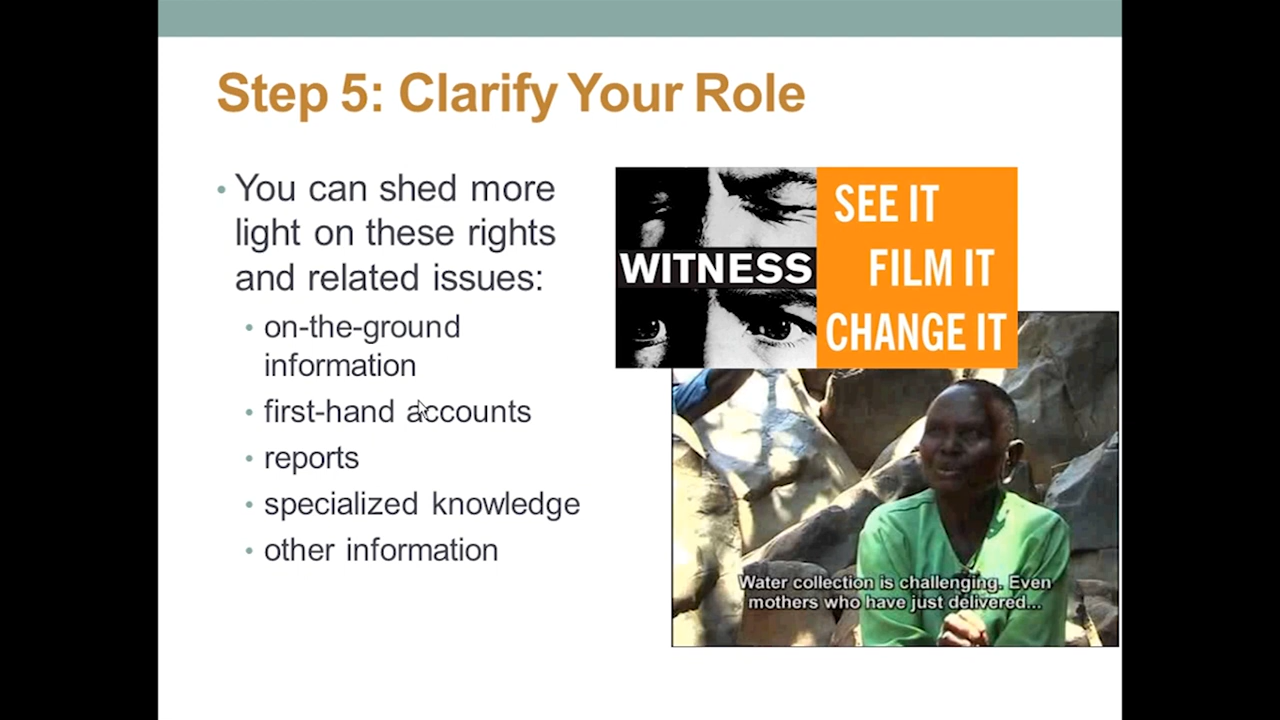 Step 5: Clarify Your Role
• You can shed more
light on these rights
and related issues:
• on-the-ground
information
• first-hand accounts
• reports
• specialized knowledge
• other information
WITNESS
SEE IT
FILM IT
CHANGE IT
Water collection is challenging. Even
mothers who have just delivered...